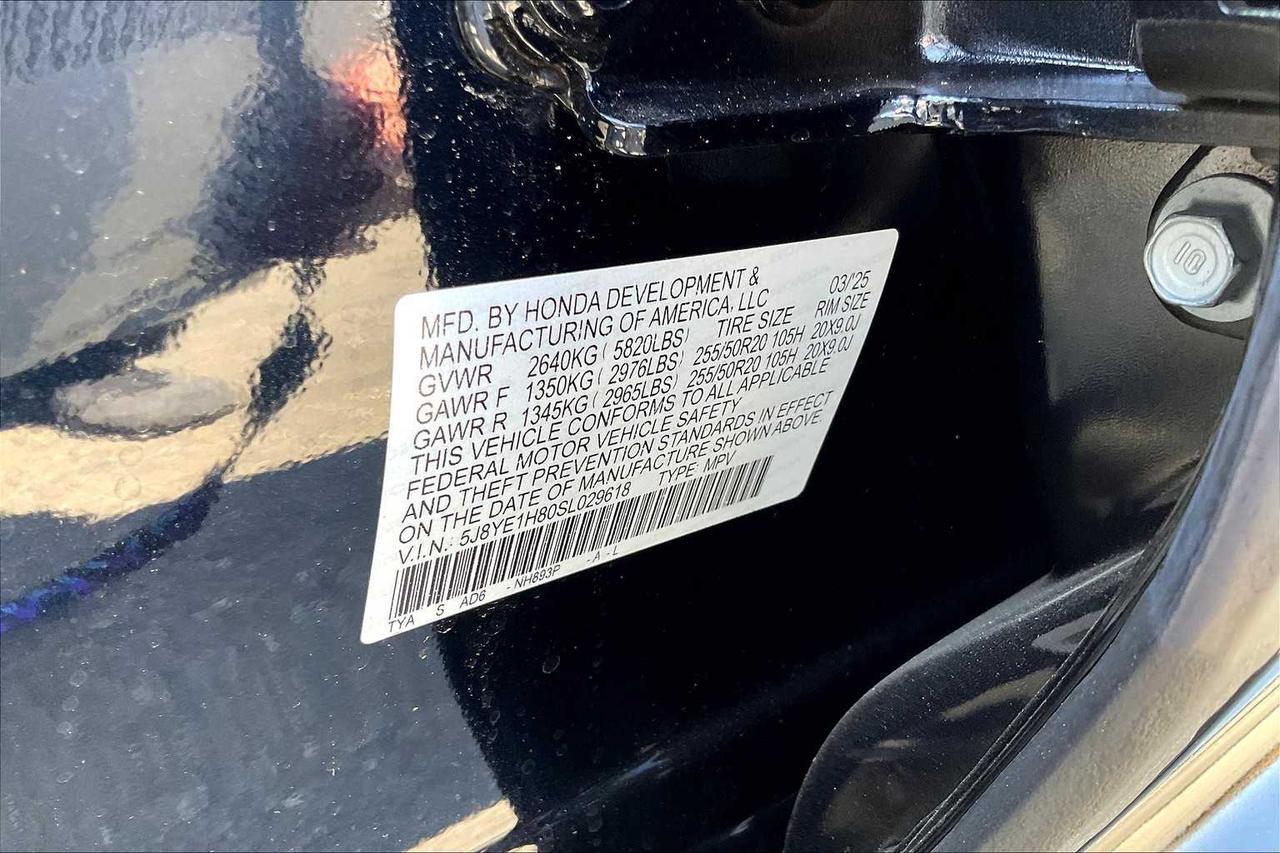 MFD. BY HONDA DEVELOPMENT & 03/'25
MANUFACTURING OF AMERICA, LLC
GVWR 2640KG ( 5820LBS) TIRE SIZE RIM SIZE
GAWR F 1350KG ( 2976LBS) 255/50R20 105H 20X9.0J
GAWR R 1345KG ( 2965LBS) 255/50R20 105H 20X9.0J
THIS VEHICLE CONFORMS TO ALL APPLICABLE
FEDERAL MOTOR VEHICLE SAFETY
AND THEFT PREVENTION STANDARDS IN EFFECT
ON THE DATE OF MANUFACTURE SHOWN ABOVE.
V.I.N.: 5J8YE1H80SL029618 TYPE: MPV
TYA S AD6 - NH893P - A - L
10